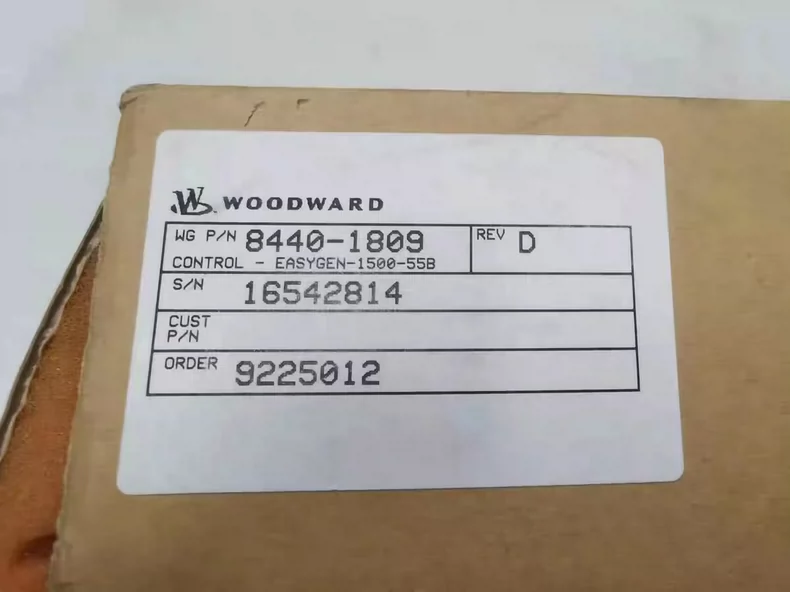 WOODWARD
WG P/N 8440-1809 REV D
CONTROL - EASYGEN-1500-55B
S/N 16542814
CUST
P/N
ORDER 9225012